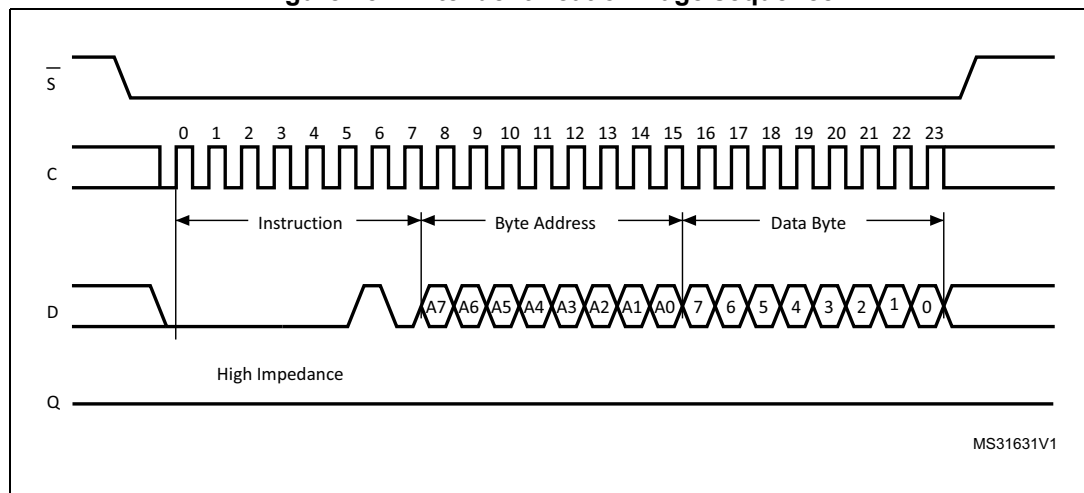 S
0 1 2 3 4 5 6 7 8 9 10 11 12 13 14 15 16 17 18 19 20 21 22 23
C
Instruction Byte Address Data Byte
D A7 A6 A5 A4 A3 A2 A1 A0 7 6 5 4 3 2 1 0
High Impedance
Q
MS31631V1